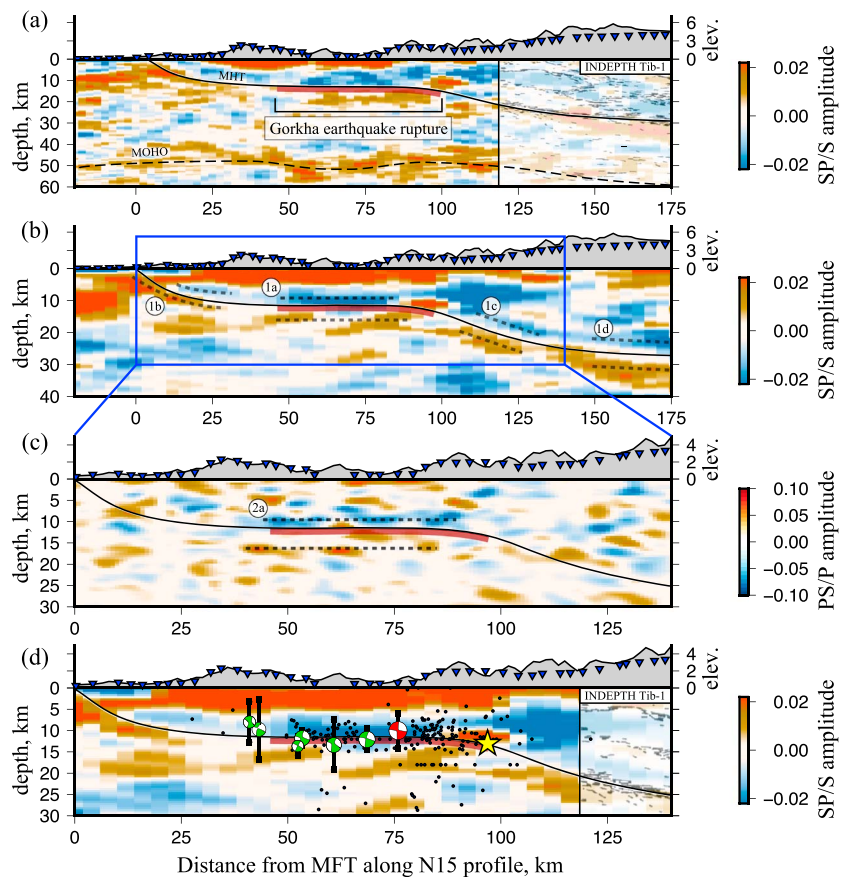 (a)
6
3
0
elev.
0
10
20
30
40
50
60
depth, km
MHT
INDEPTH Tib-1
Gorkha earthquake rupture
MOHO
0
25
50
75
100
125
150
175
0.02
0.00
−0.02
SP/S amplitude
(b)
6
3
0
elev.
0
10
20
30
40
depth, km
1a
1b
1c
1d
0
25
50
75
100
125
150
175
0.02
0.00
−0.02
SP/S amplitude
(c)
4
2
0
elev.
0
5
10
15
20
25
30
depth, km
2a
0
25
50
75
100
125
0.10
0.05
0.00
−0.05
−0.10
PS/P amplitude
(d)
4
2
0
elev.
0
5
10
15
20
25
30
depth, km
INDEPTH Tib-1
0
25
50
75
100
125
0.02
0.00
−0.02
SP/S amplitude
Distance from MFT along N15 profile, km